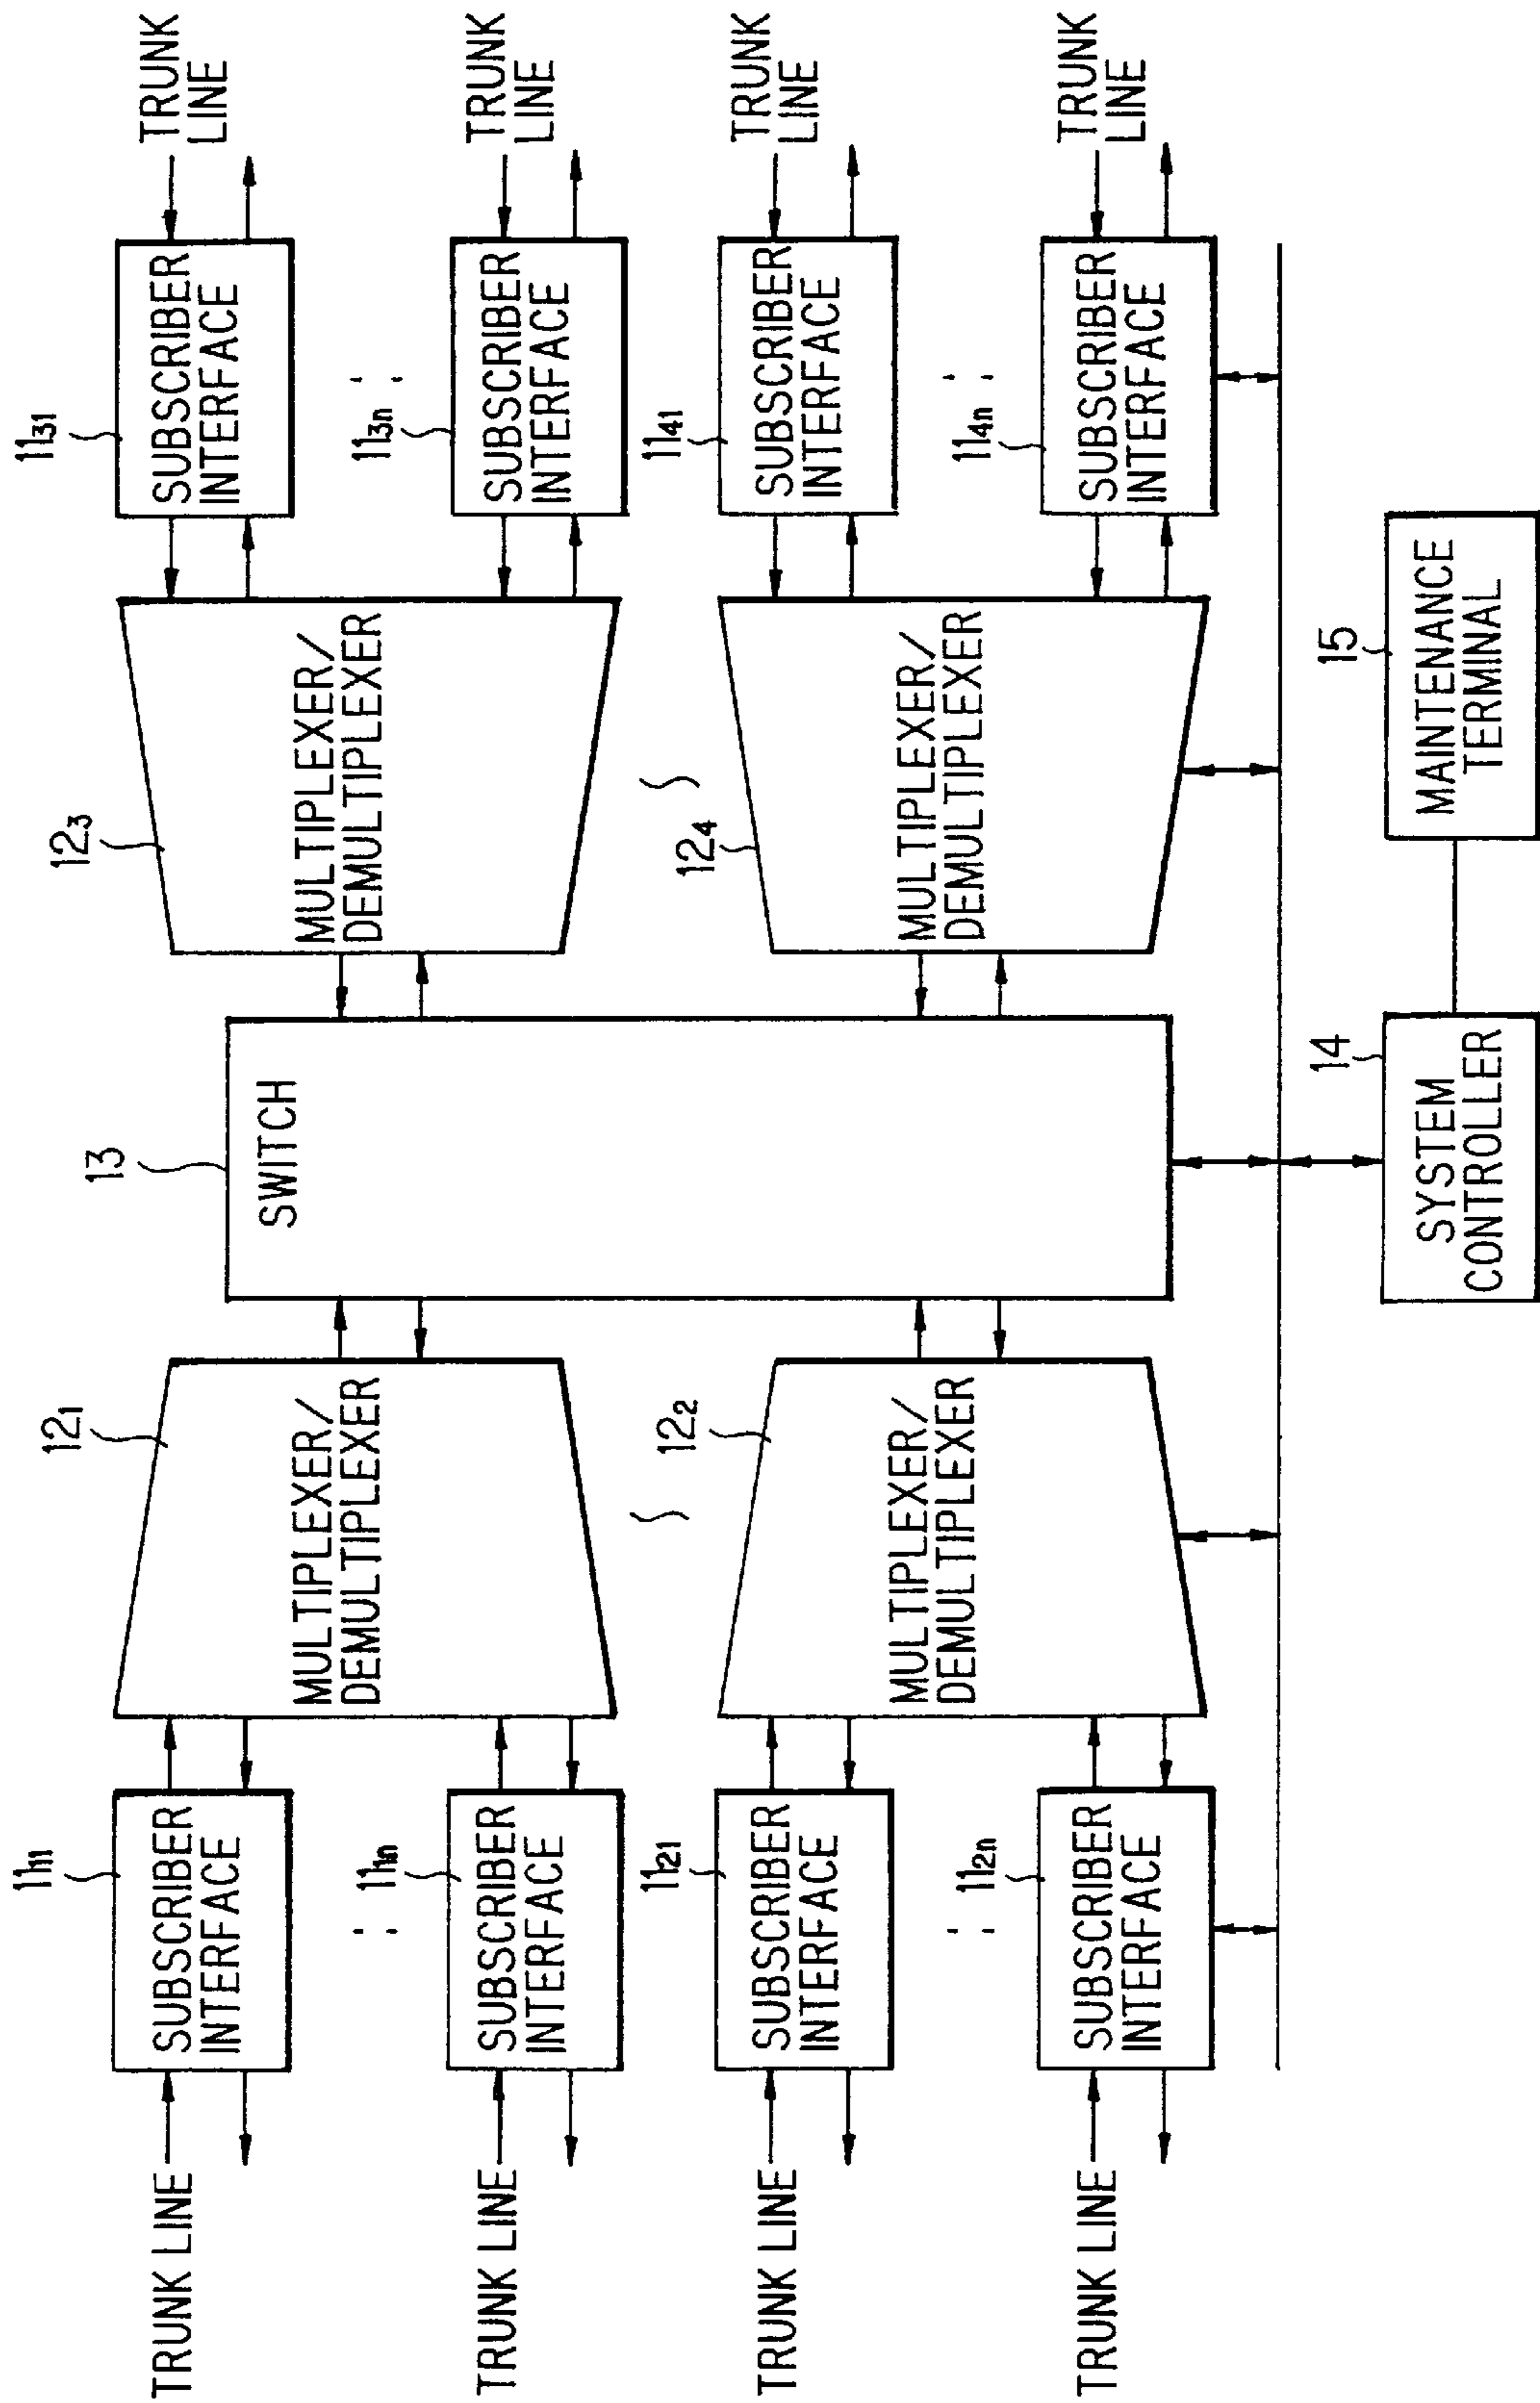 TRUNK LINE
11₁₁
SUBSCRIBER
INTERFACE
12₁
MULTIPLEXER/
DEMULTIPLEXER
13
SWITCH
12₃
MULTIPLEXER/
DEMULTIPLEXER
11₃₁
SUBSCRIBER
INTERFACE
TRUNK
LINE
TRUNK LINE
11₁ₙ
SUBSCRIBER
INTERFACE
11₃ₙ
SUBSCRIBER
INTERFACE
TRUNK
LINE
TRUNK LINE
11₂₁
SUBSCRIBER
INTERFACE
12₂
MULTIPLEXER/
DEMULTIPLEXER
12₄
MULTIPLEXER/
DEMULTIPLEXER
11₄₁
SUBSCRIBER
INTERFACE
TRUNK
LINE
TRUNK LINE
11₂ₙ
SUBSCRIBER
INTERFACE
11₄ₙ
SUBSCRIBER
INTERFACE
TRUNK
LINE
14
SYSTEM
CONTROLLER
15
MAINTENANCE
TERMINAL